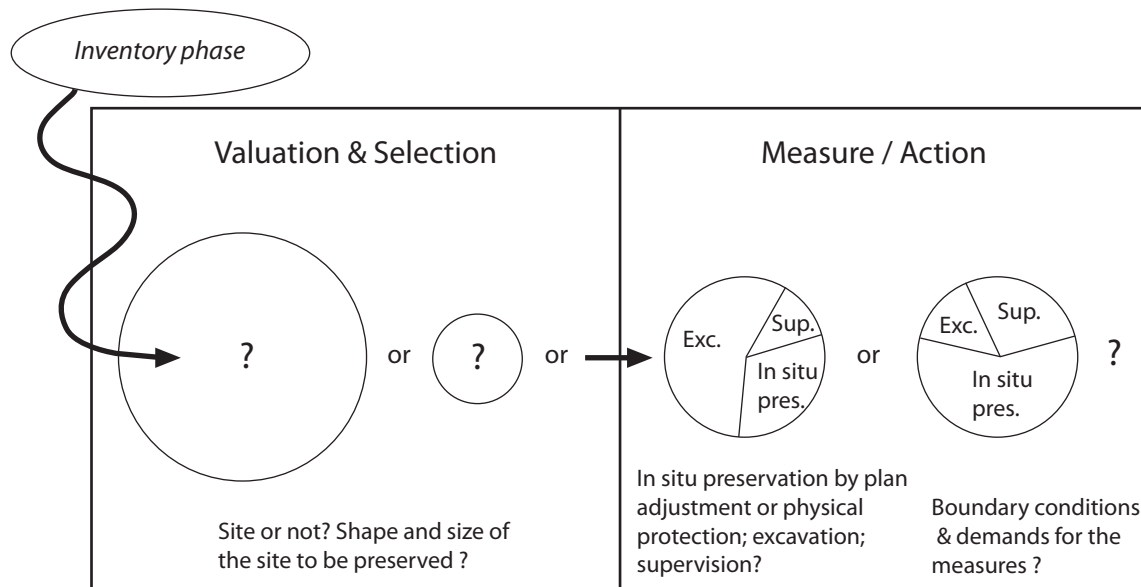 Inventory phase
Valuation & Selection
Measure / Action
?
or
?
or
Exc.
Sup.
In situ
pres.
or
Exc.
Sup.
In situ
pres.
?
Site or not? Shape and size of
the site to be preserved ?
In situ preservation by plan
adjustment or physical
protection; excavation;
supervision?
Boundary conditions
& demands for the
measures ?